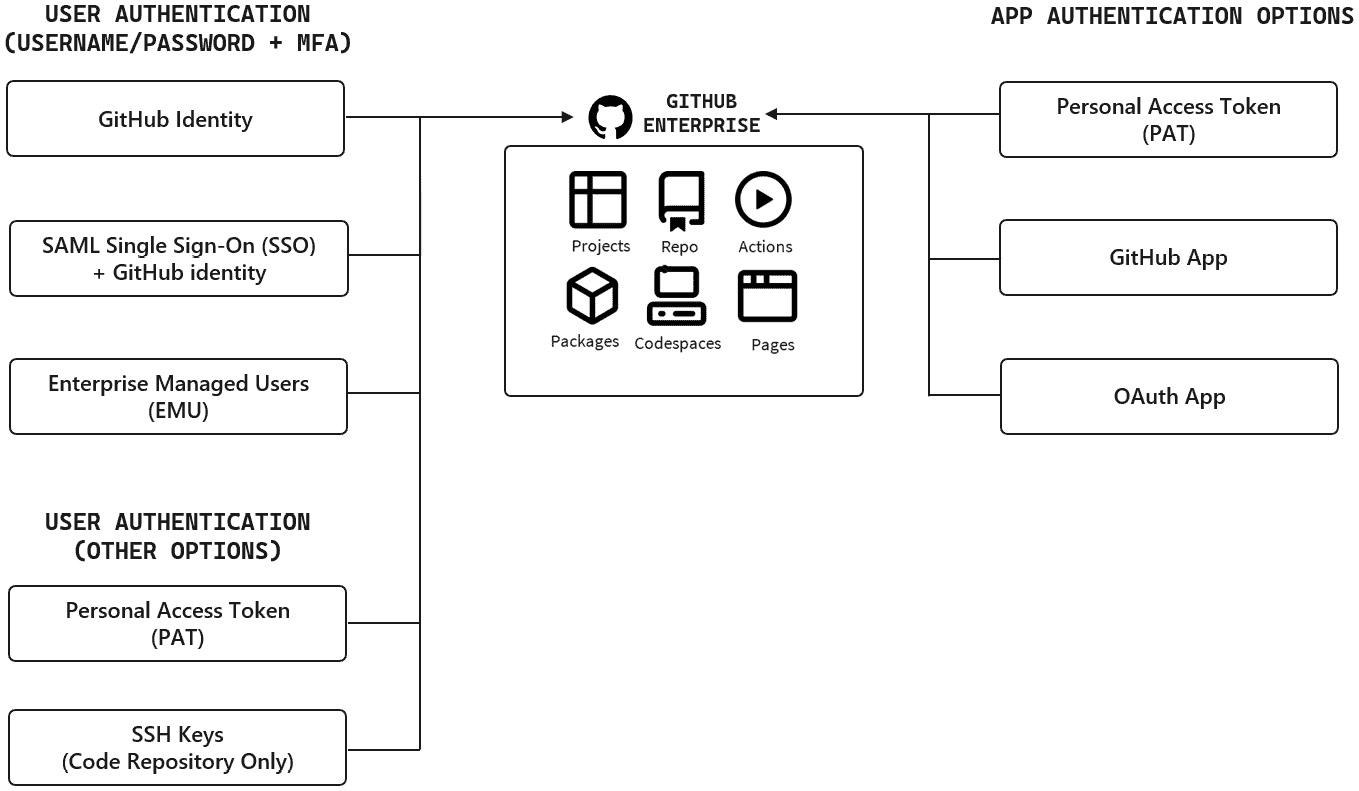 USER AUTHENTICATION
(USERNAME/PASSWORD + MFA)
GitHub Identity
SAML Single Sign-On (SSO)
+ GitHub identity
Enterprise Managed Users
(EMU)
USER AUTHENTICATION
(OTHER OPTIONS)
Personal Access Token
(PAT)
SSH Keys
(Code Repository Only)
GITHUB
ENTERPRISE
Projects
Repo
Actions
Packages
Codespaces
Pages
APP AUTHENTICATION OPTIONS
Personal Access Token
(PAT)
GitHub App
OAuth App